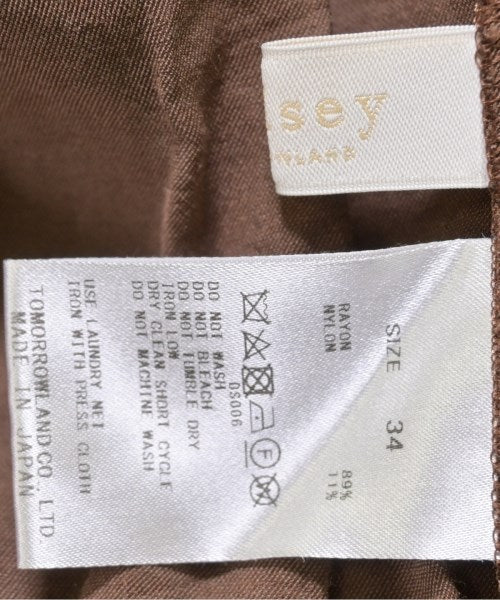 sey
SIZE 34
RAYON 89%
NYLON 11%
DS006
DO NOT WASH
DO NOT BLEACH
DO NOT TUMBLE DRY
IRON LOW
DRY CLEAN SHORT CYCLE
DO NOT MACHINE WASH
USE LAUNDRY NET
IRON WITH PRESS CLOTH
TOMORROWLAND CO., LTD
MADE IN JAPAN